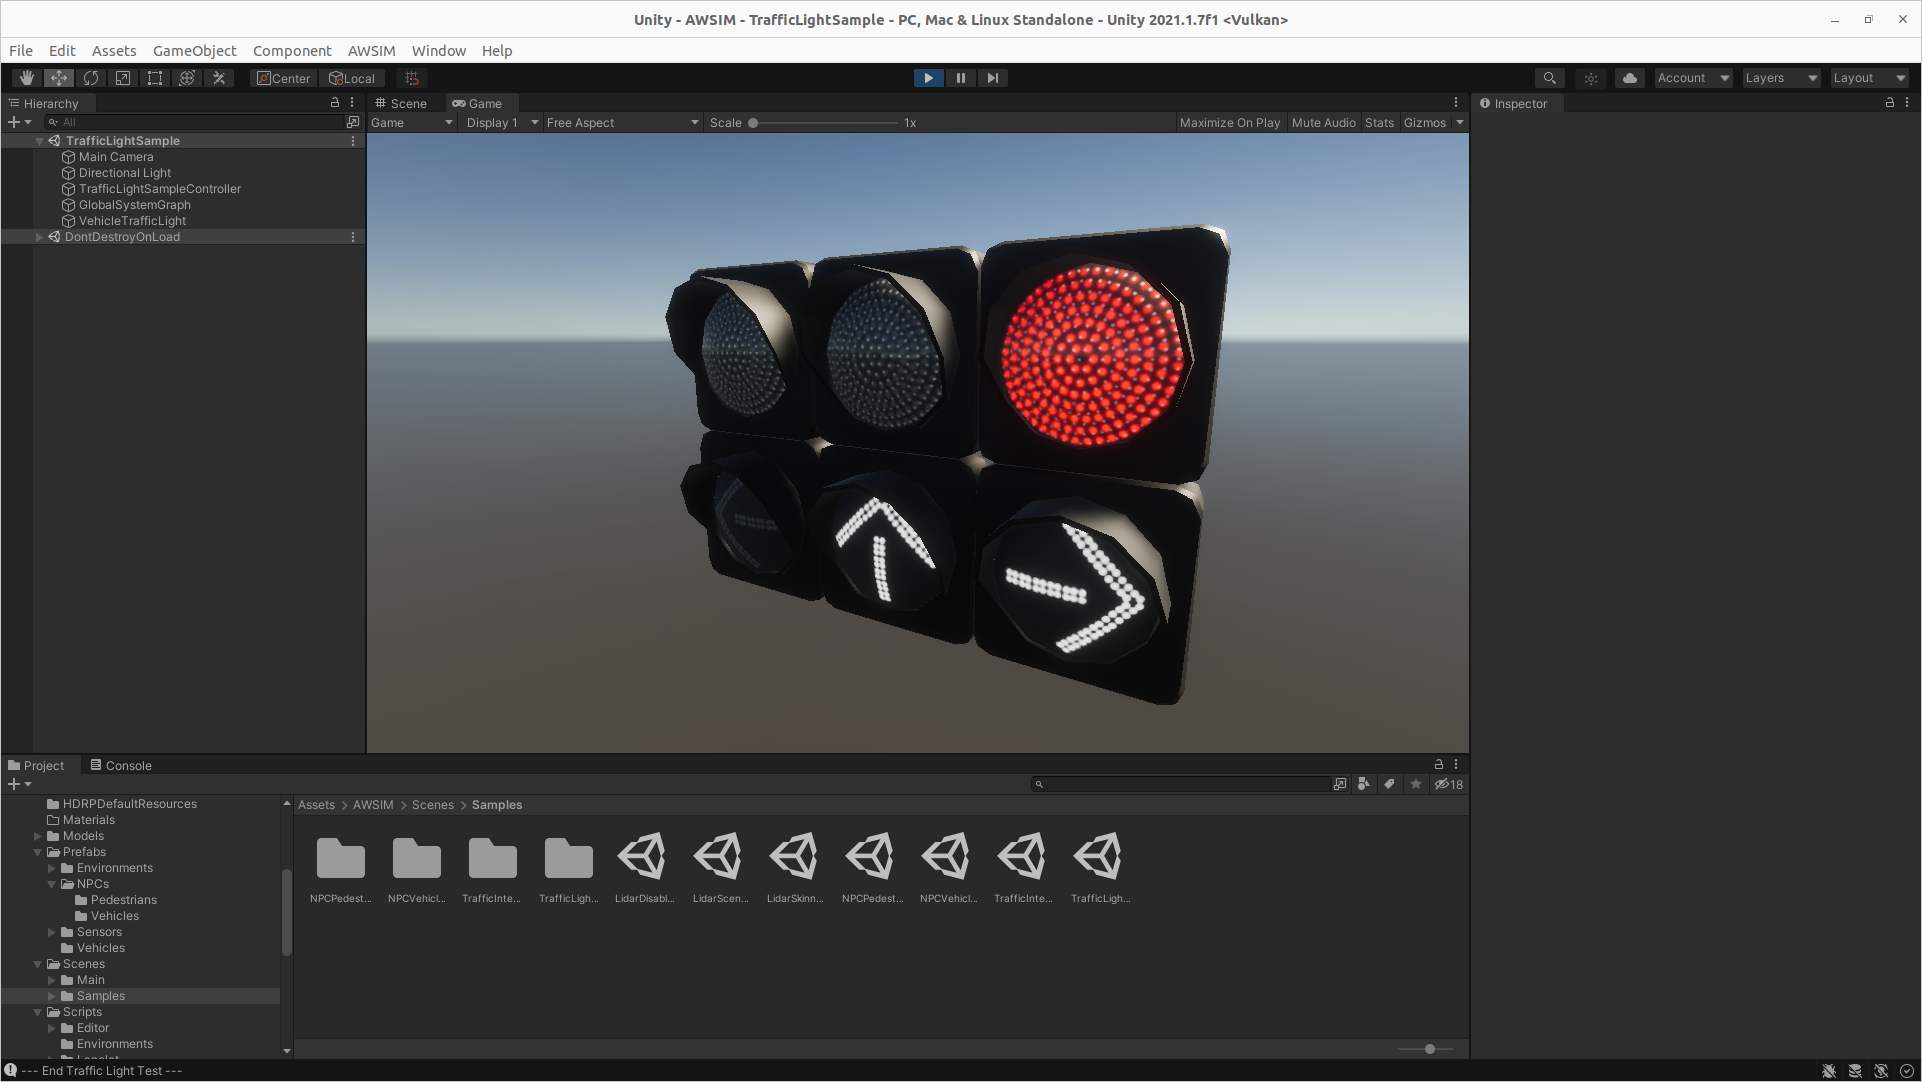 Unity - AWSIM - TrafficLightSample - PC, Mac & Linux Standalone - Unity 2021.1.7f1 <Vulkan>
File Edit Assets GameObject Component AWSIM Window Help
Center Local Account Layers Layout
Hierarchy
All
TrafficLightSample
Main Camera
Directional Light
TrafficLightSampleController
GlobalSystemGraph
VehicleTrafficLight
DontDestroyOnLoad
Scene Game
Game Display 1 Free Aspect Scale 1x Maximize On Play Mute Audio Stats Gizmos
Inspector
Project Console
18
HDRPDefaultResources
Materials
Models
Prefabs
Environments
NPCs
Pedestrians
Vehicles
Sensors
Vehicles
Scenes
Main
Samples
Scripts
Editor
Environments
Assets > AWSIM > Scenes > Samples
NPCPedest... NPCVehicl... TrafficInte... TrafficLigh... LidarDisabl... LidarScen... LidarSkinn... NPCPedest... NPCVehicl... TrafficInte... TrafficLigh...
--- End Traffic Light Test ---